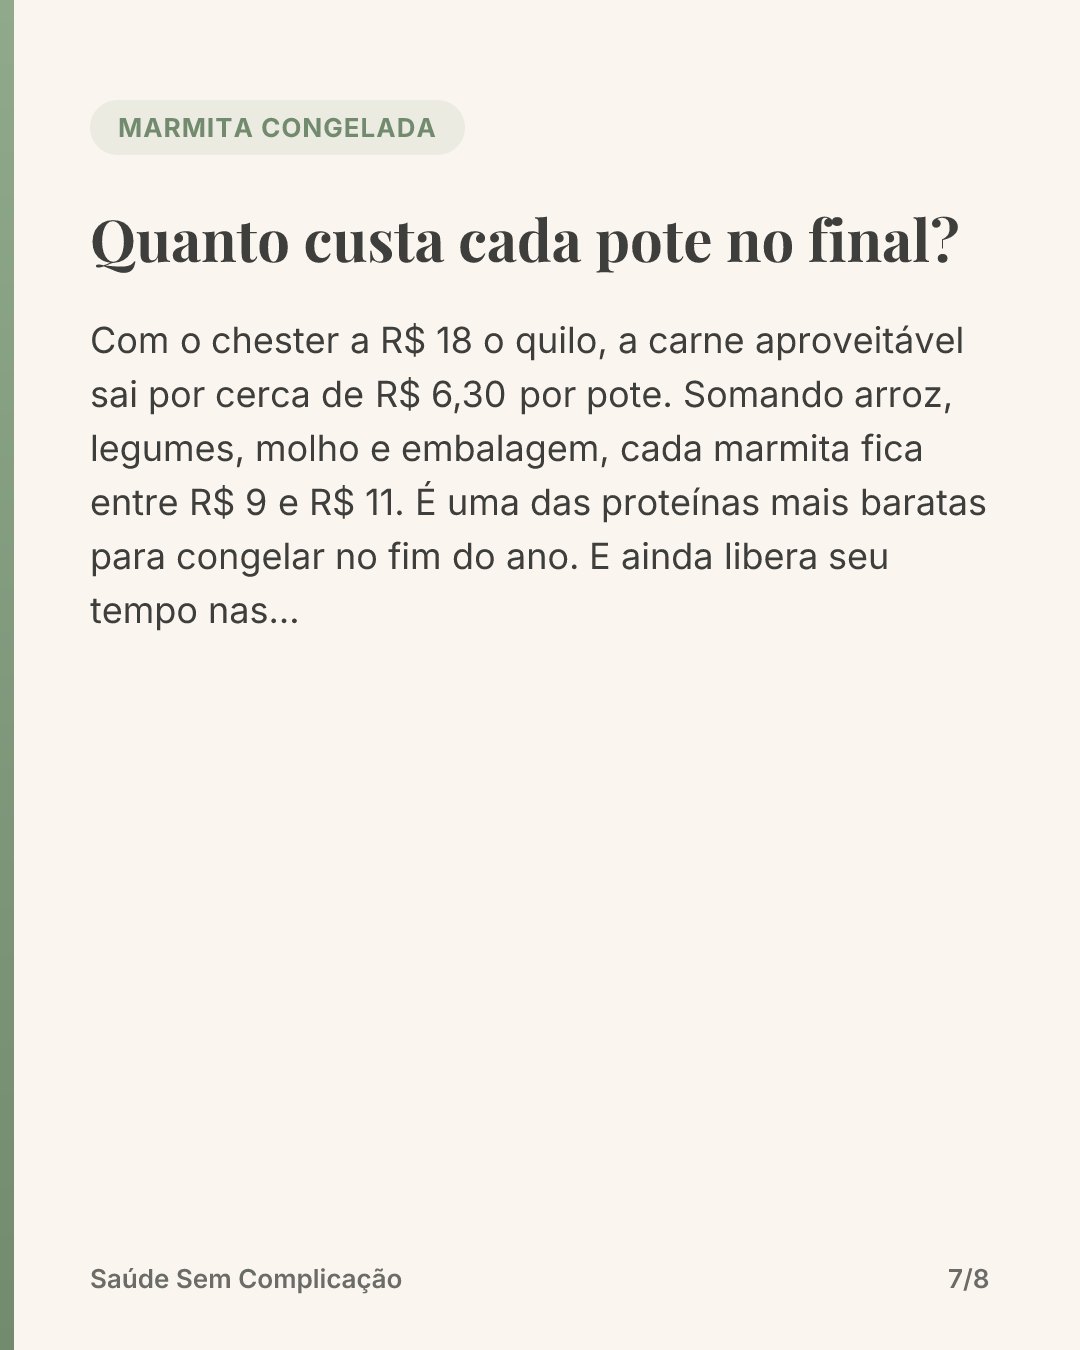 MARMITA CONGELADA
Quanto custa cada pote no final?
Com o chester a R$ 18 o quilo, a carne aproveitável
sai por cerca de R$ 6,30 por pote. Somando arroz,
legumes, molho e embalagem, cada marmita fica
entre R$ 9 e R$ 11. É uma das proteínas mais baratas
para congelar no fim do ano. E ainda libera seu
tempo nas...
Saúde Sem Complicação
7/8